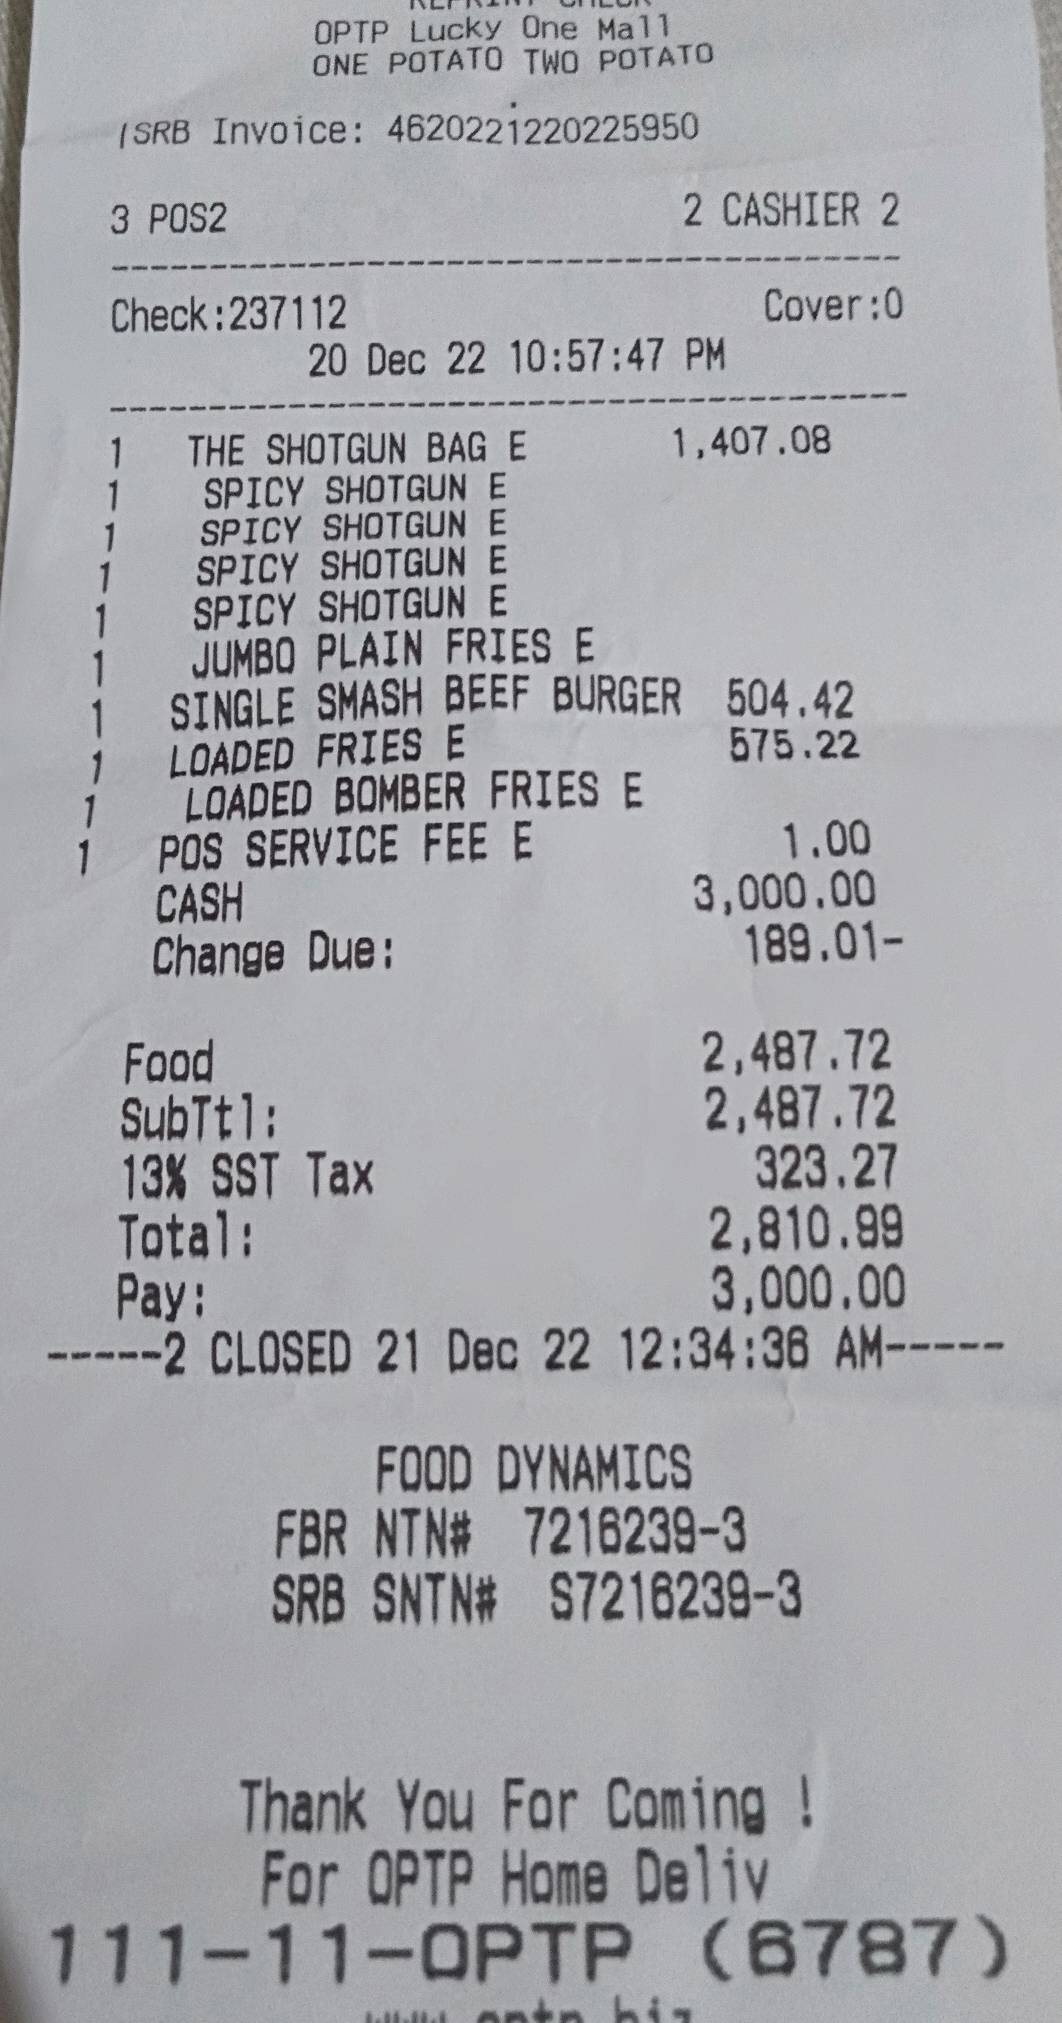 REPRINT CHECK
OPTP Lucky One Mall
ONE POTATO TWO POTATO
/SRB Invoice: 4620221220225950
3 POS2 2 CASHIER 2
----------------------------------------
Check:237112 Cover:0
20 Dec 22 10:57:47 PM
----------------------------------------
1 THE SHOTGUN BAG E 1,407.08
1 SPICY SHOTGUN E
1 SPICY SHOTGUN E
1 SPICY SHOTGUN E
1 SPICY SHOTGUN E
1 JUMBO PLAIN FRIES E
1 SINGLE SMASH BEEF BURGER 504.42
1 LOADED FRIES E 575.22
1 LOADED BOMBER FRIES E
1 POS SERVICE FEE E 1.00
CASH 3,000.00
Change Due: 189.01-
Food 2,487.72
SubTtl: 2,487.72
13% SST Tax 323.27
Total: 2,810.99
Pay: 3,000.00
-----2 CLOSED 21 Dec 22 12:34:36 AM-----
FOOD DYNAMICS
FBR NTN# 7216239-3
SRB SNTN# S7216239-3
Thank You For Coming !
For OPTP Home Deliv
111-11-OPTP (6787)
www.optp.biz